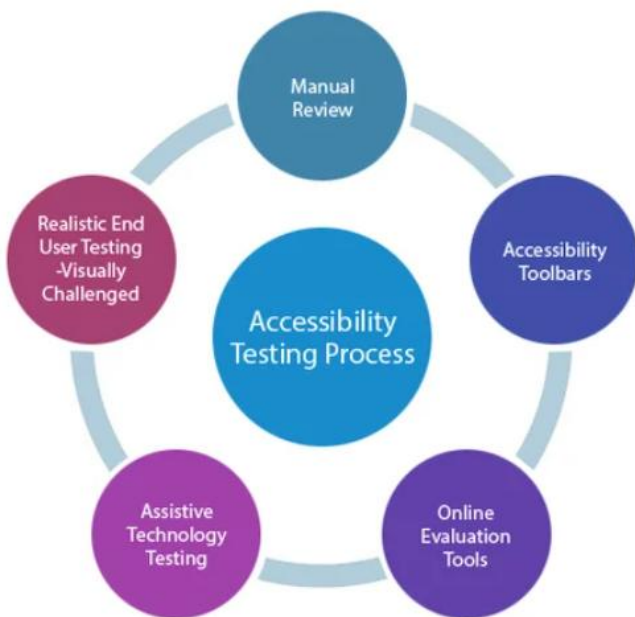 Manual
Review
Accessibility
Toolbars
Online
Evaluation
Tools
Assistive
Technology
Testing
Realistic End
User Testing
-Visually
Challenged
Accessibility
Testing Process